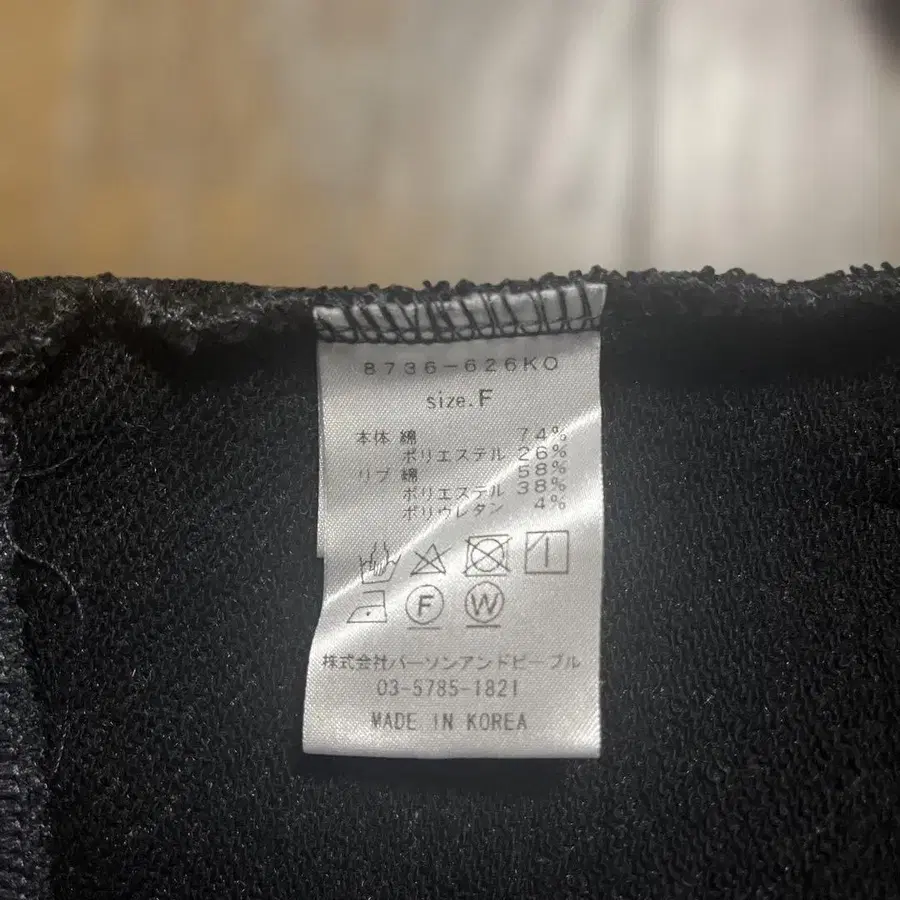 8736-626KO
size.F
本体 綿 74%
ポリエステル 26%
リブ 綿 58%
ポリエステル 38%
ポリウレタン 4%
F W
株式会社パーソンアンドピープル
03-5785-1821
MADE IN KOREA